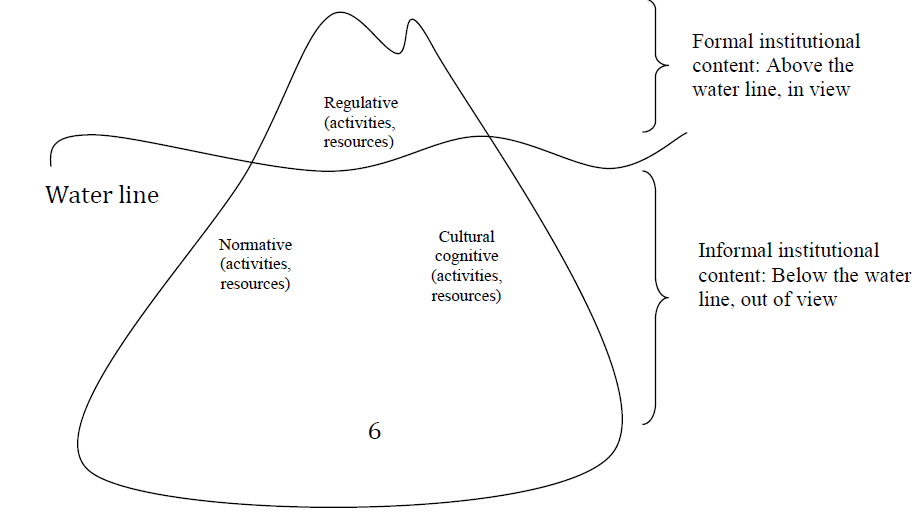 Formal institutional
content: Above the
water line, in view
Regulative
(activities,
resources)
Water line
Normative
(activities,
resources)
Cultural
cognitive
(activities,
resources)
Informal institutional
content: Below the water
line, out of view
6